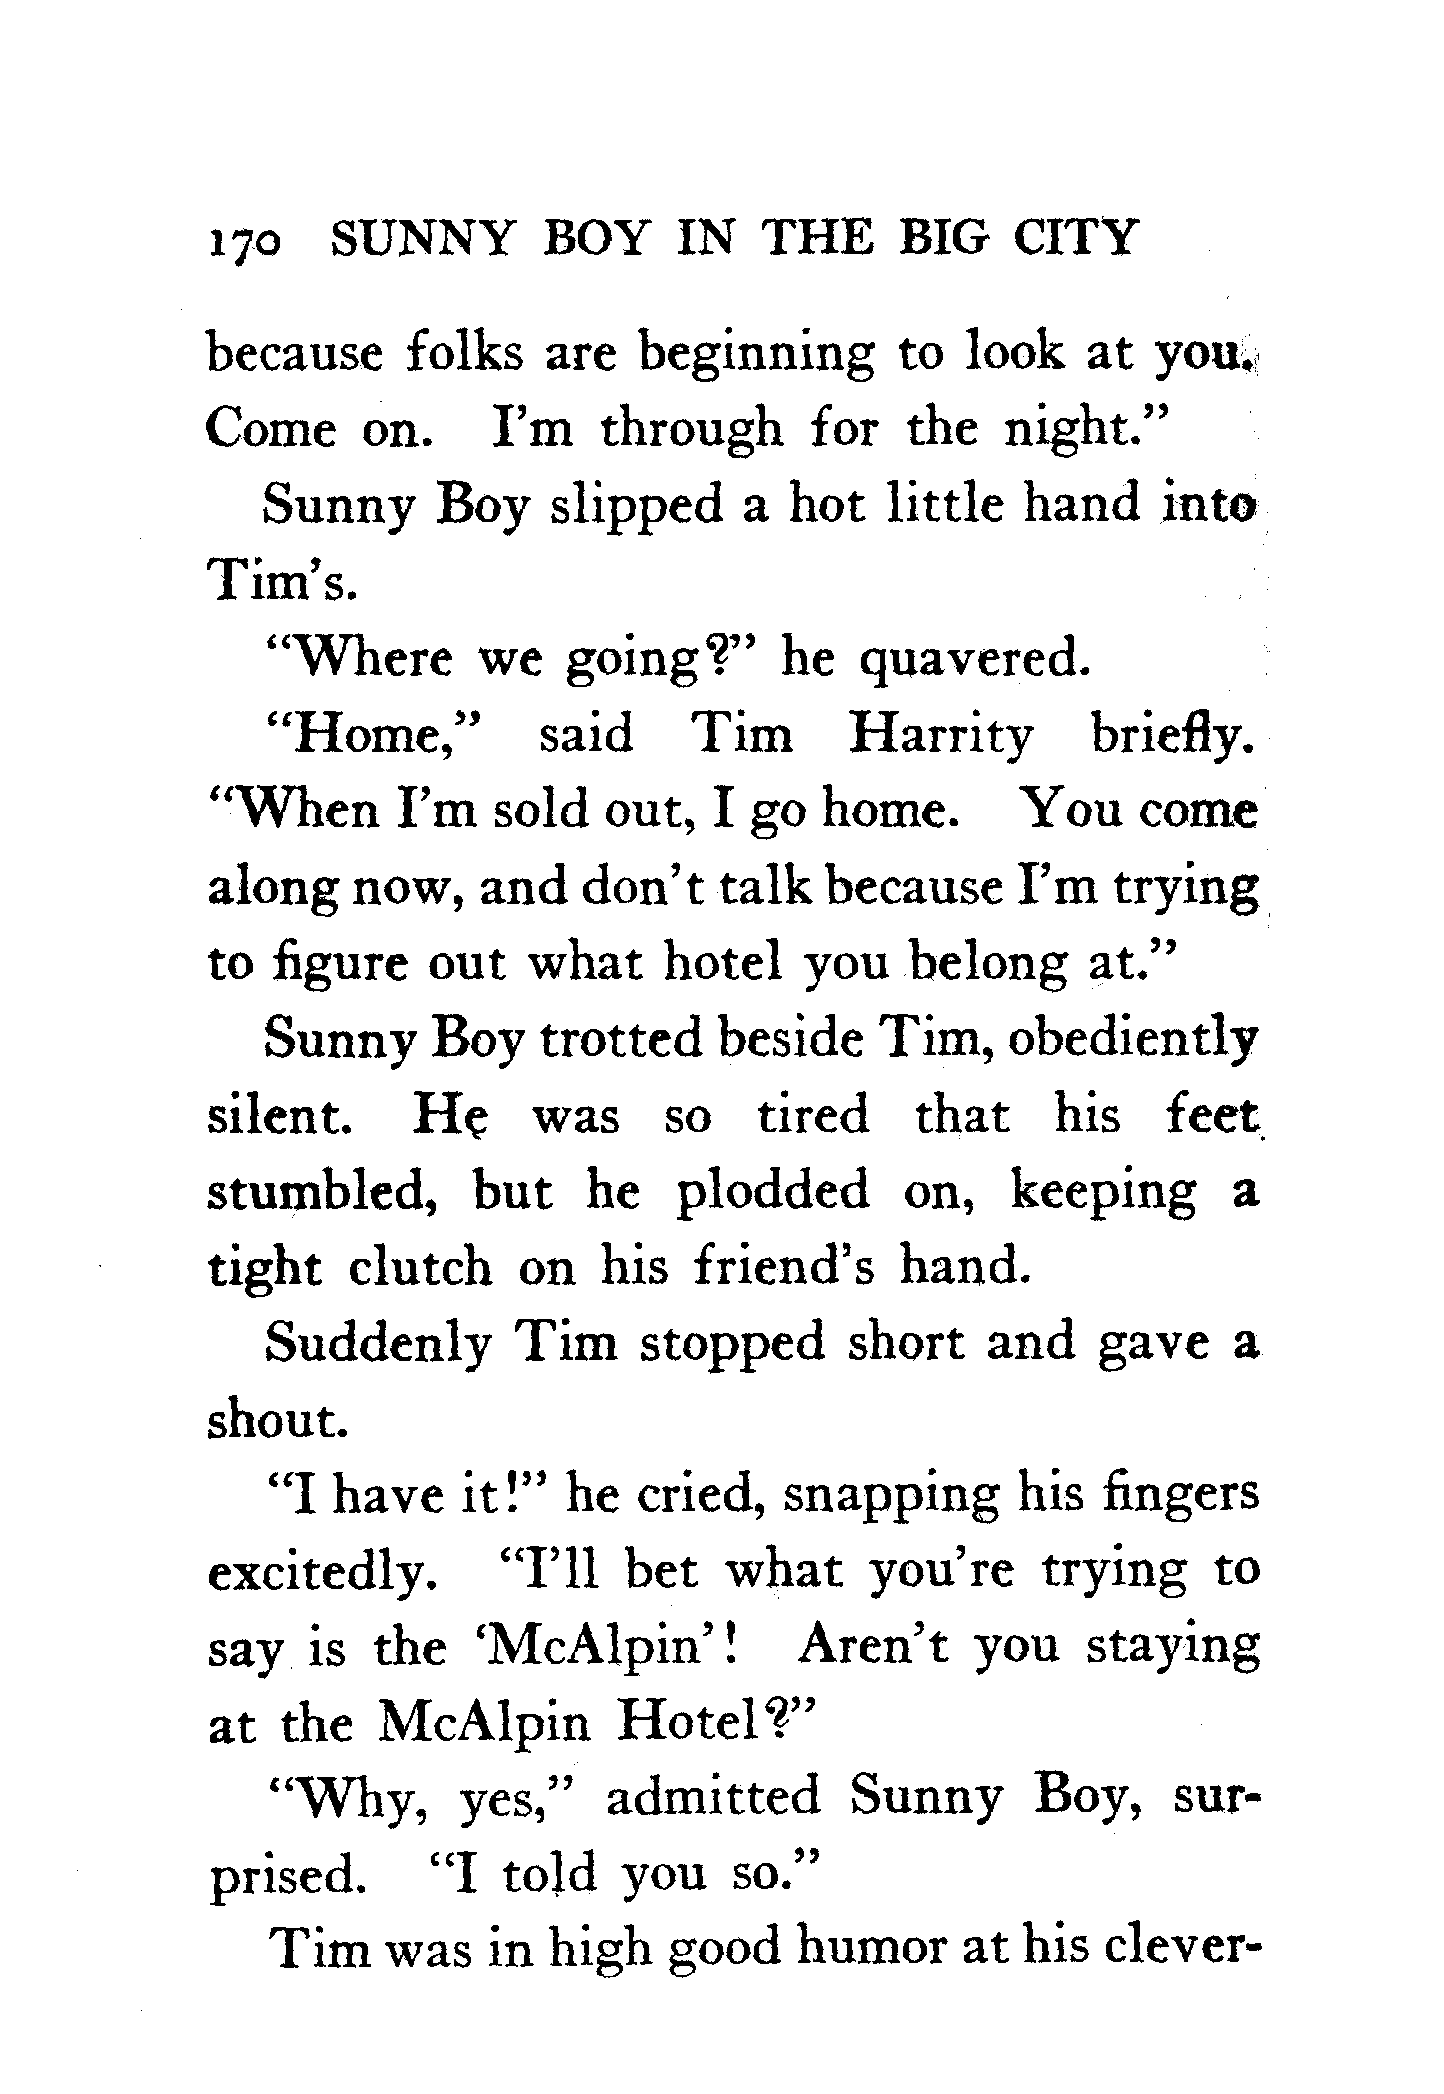 170 SUNNY BOY IN THE BIG CITY
because folks are beginning to look at you.
Come on. I'm through for the night."
Sunny Boy slipped a hot little hand into
Tim's.
"Where we going?" he quavered.
"Home," said Tim Harrity briefly.
"When I'm sold out, I go home. You come
along now, and don't talk because I'm trying
to figure out what hotel you belong at."
Sunny Boy trotted beside Tim, obediently
silent. He was so tired that his feet
stumbled, but he plodded on, keeping a
tight clutch on his friend's hand.
Suddenly Tim stopped short and gave a
shout.
"I have it!" he cried, snapping his fingers
excitedly. "I'll bet what you're trying to
say is the 'McAlpin'! Aren't you staying
at the McAlpin Hotel?"
"Why, yes," admitted Sunny Boy, sur-
prised. "I told you so."
Tim was in high good humor at his clever-